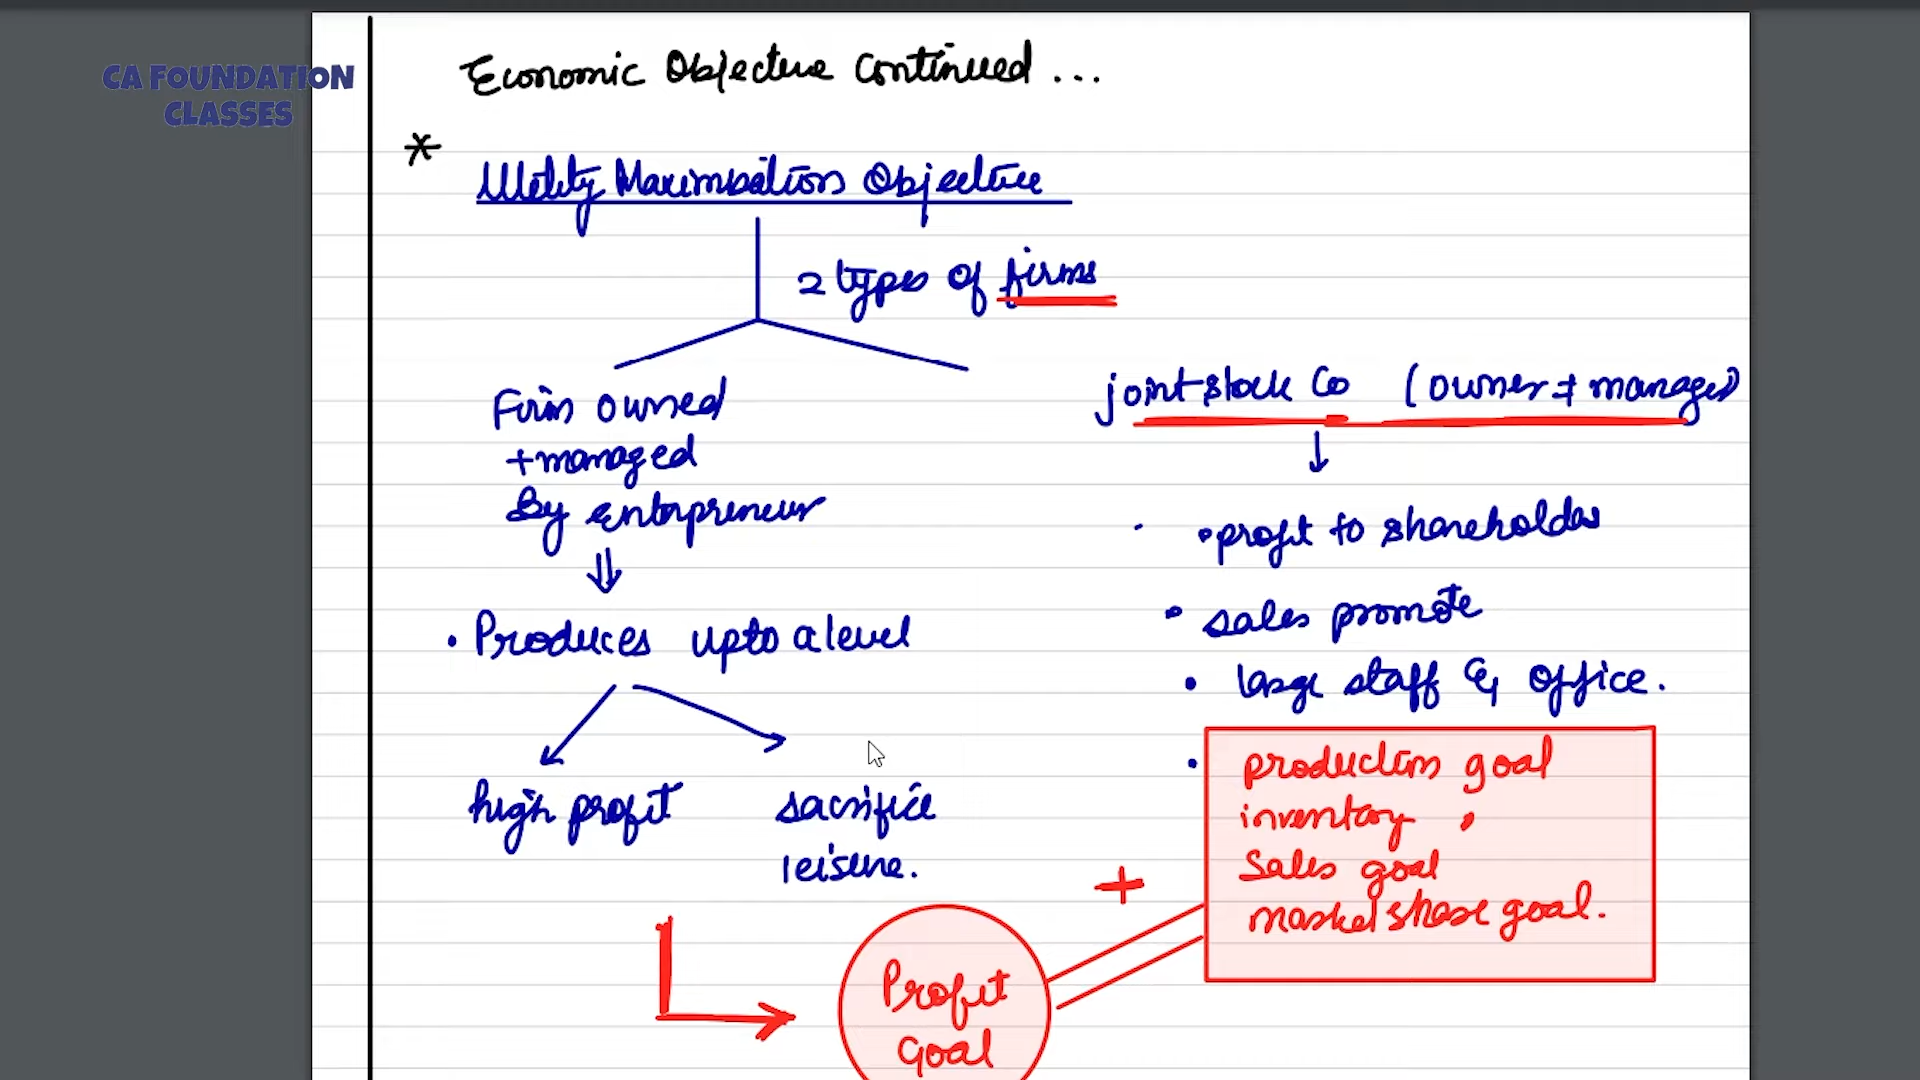 CA FOUNDATION
CLASSES
Economic Objective Continued ...
*
Utility Maximisation Objective
2 types of firms
Firm owned
+managed
By entrepreneur
• Produces upto a level
high profit
sacrifice
leisure.
joint stock Co (owner ≠ manager)
• profit to shareholder
• sales promote
• large staff & office.
• production goal
inventory "
Sales goal
market share goal.
+
Profit
Goal